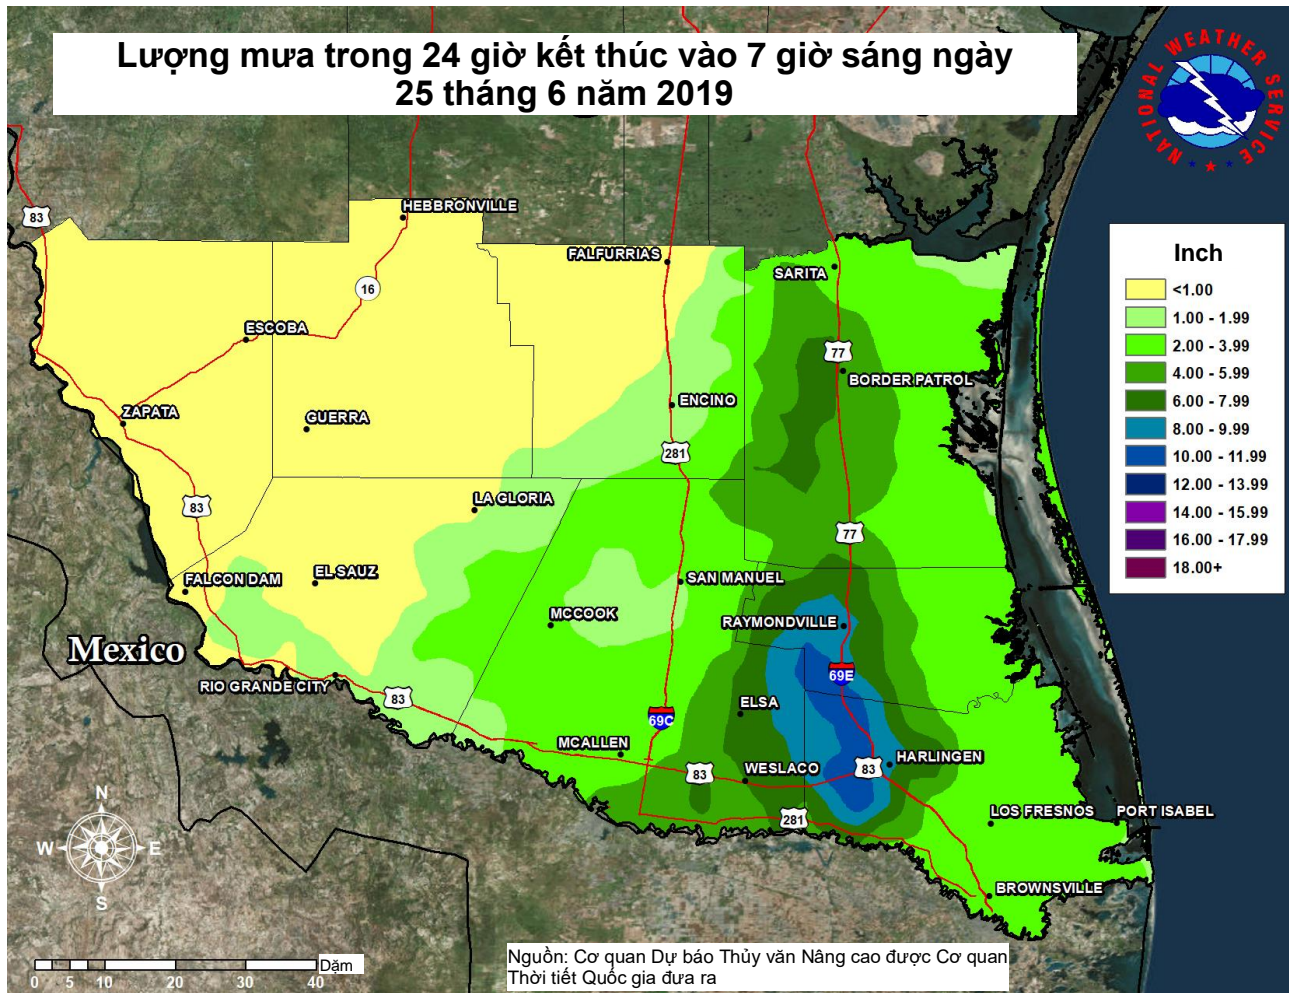 Lượng mưa trong 24 giờ kết thúc vào 7 giờ sáng ngày
25 tháng 6 năm 2019
NATIONAL WEATHER SERVICE
83
HEBBRONVILLE
FALFURRIAS
SARITA
16
ESCOBA
77
BORDER PATROL
ZAPATA
GUERRA
ENCINO
281
83
LA GLORIA
77
FALCON DAM
EL SAUZ
SAN MANUEL
MCCOOK
RAYMONDVILLE
Mexico
RIO GRANDE CITY
83
69E
ELSA
69C
MCALLEN
HARLINGEN
83
WESLACO
83
281
LOS FRESNOS
PORT ISABEL
BROWNSVILLE
Inch
<1.00
1.00 - 1.99
2.00 - 3.99
4.00 - 5.99
6.00 - 7.99
8.00 - 9.99
10.00 - 11.99
12.00 - 13.99
14.00 - 15.99
16.00 - 17.99
18.00+
N
W E
S
Dặm
0 5 10 20 30 40
Nguồn: Cơ quan Dự báo Thủy văn Nâng cao được Cơ quan
Thời tiết Quốc gia đưa ra